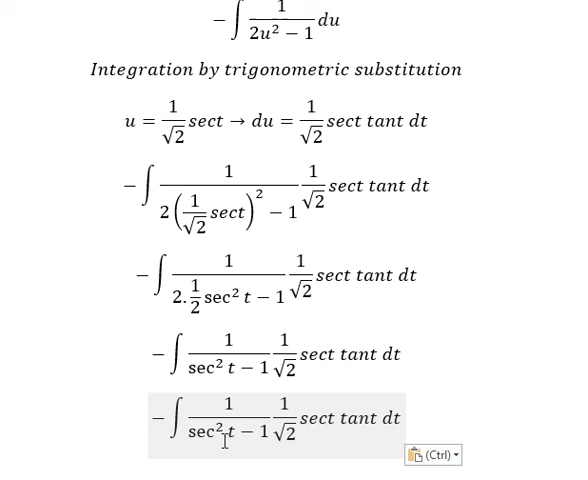 − ∫ 1/(2u² − 1) du
Integration by trigonometric substitution
u = 1/√2 sect → du = 1/√2 sect tant dt
− ∫ 1/(2(1/√2 sect)² − 1) 1/√2 sect tant dt
− ∫ 1/(2.1/2 sec² t − 1) 1/√2 sect tant dt
− ∫ 1/(sec² t − 1) 1/√2 sect tant dt
− ∫ 1/(sec² t − 1) 1/√2 sect tant dt
(Ctrl)